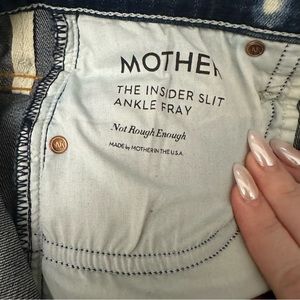 MOTHER
THE INSIDER SLIT
ANKLE FRAY
Not Rough Enough
MADE by MOTHER IN THE U.S.A.